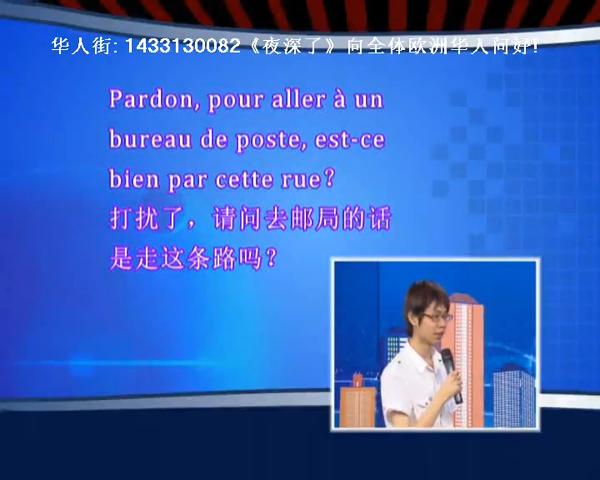 华人街: 1433130082《夜深了》向全体欧洲华人问好!
Pardon, pour aller à un
bureau de poste, est-ce
bien par cette rue?
打扰了，请问去邮局的话
是走这条路吗?